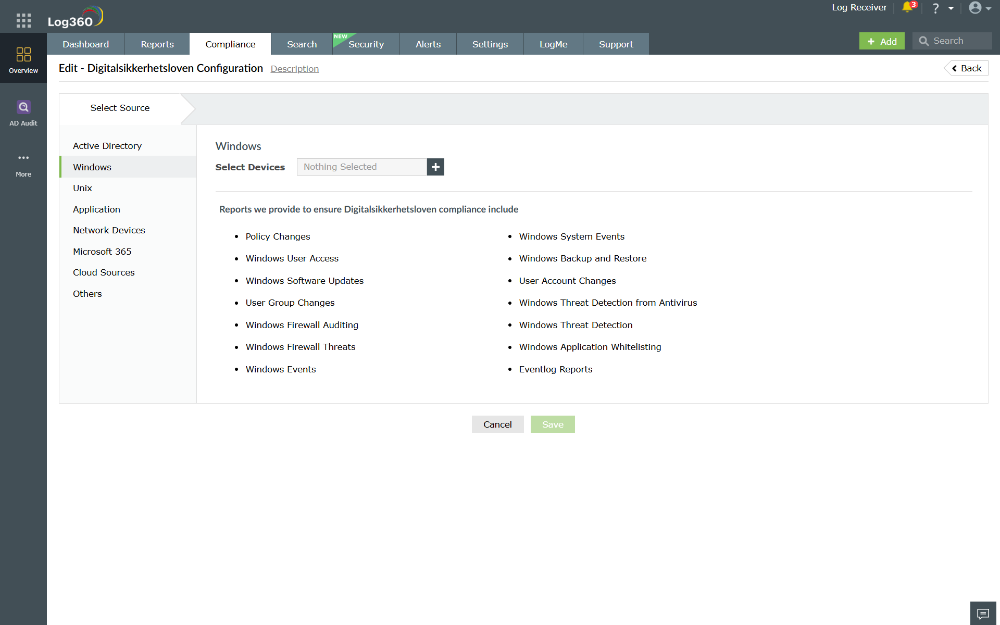 Log360
Log Receiver
3
?
Dashboard
Reports
Compliance
Search
NEW
Security
Alerts
Settings
LogMe
Support
+ Add
Search
Overview
AD Audit
More
Edit - Digitalsikkerhetsloven Configuration
Description
Back
Select Source
Active Directory
Windows
Unix
Application
Network Devices
Microsoft 365
Cloud Sources
Others
Windows
Select Devices
Nothing Selected
+
Reports we provide to ensure Digitalsikkerhetsloven compliance include
• Policy Changes
• Windows System Events
• Windows User Access
• Windows Backup and Restore
• Windows Software Updates
• User Account Changes
• User Group Changes
• Windows Threat Detection from Antivirus
• Windows Firewall Auditing
• Windows Threat Detection
• Windows Firewall Threats
• Windows Application Whitelisting
• Windows Events
• Eventlog Reports
Cancel
Save